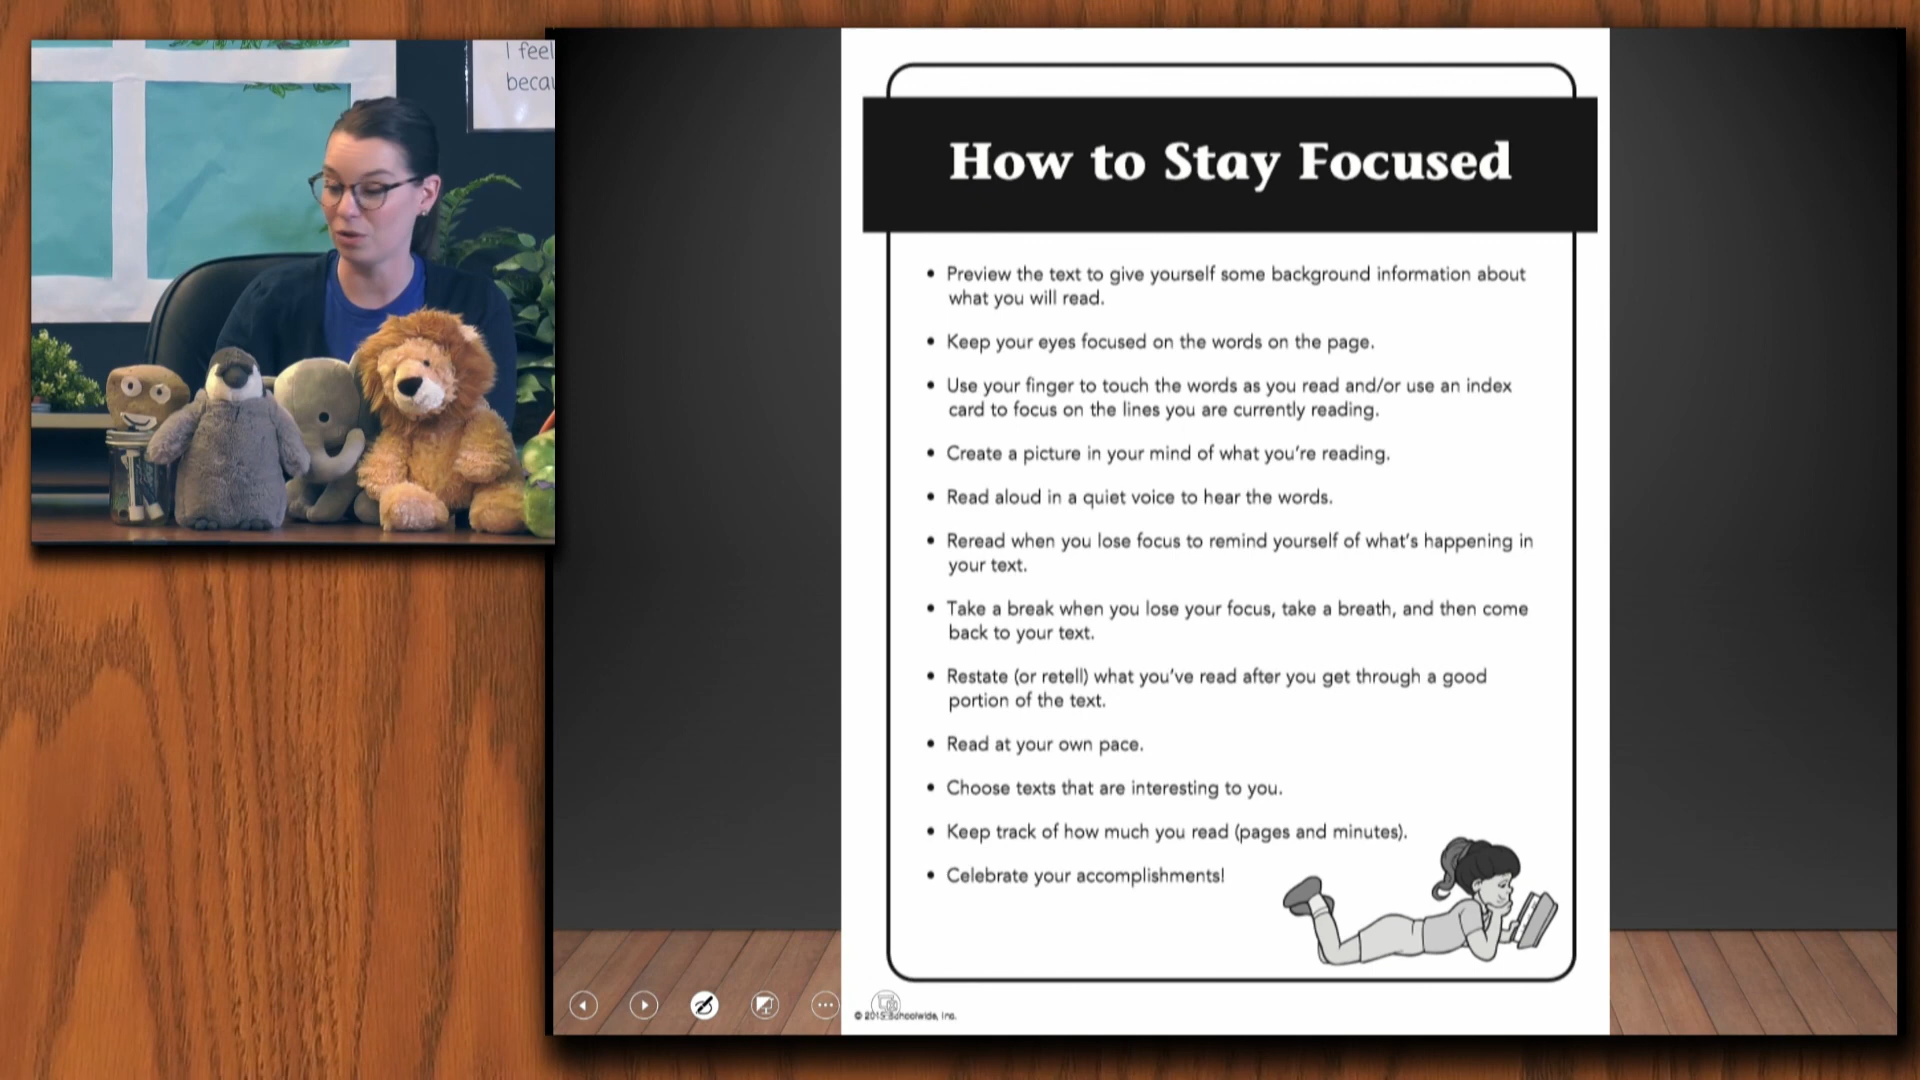 I feel
How to Stay Focused
• Preview the text to give yourself some background information about
what you will read.
• Keep your eyes focused on the words on the page.
• Use your finger to touch the words as you read and/or use an index
card to focus on the lines you are currently reading.
• Create a picture in your mind of what you're reading.
• Read aloud in a quiet voice to hear the words.
• Reread when you lose focus to remind yourself of what's happening in
your text.
• Take a break when you lose your focus, take a breath, and then come
back to your text.
• Restate (or retell) what you've read after you get through a good
portion of the text.
• Read at your own pace.
• Choose texts that are interesting to you.
• Keep track of how much you read (pages and minutes).
• Celebrate your accomplishments!
© 2015 Schoolwide, Inc.